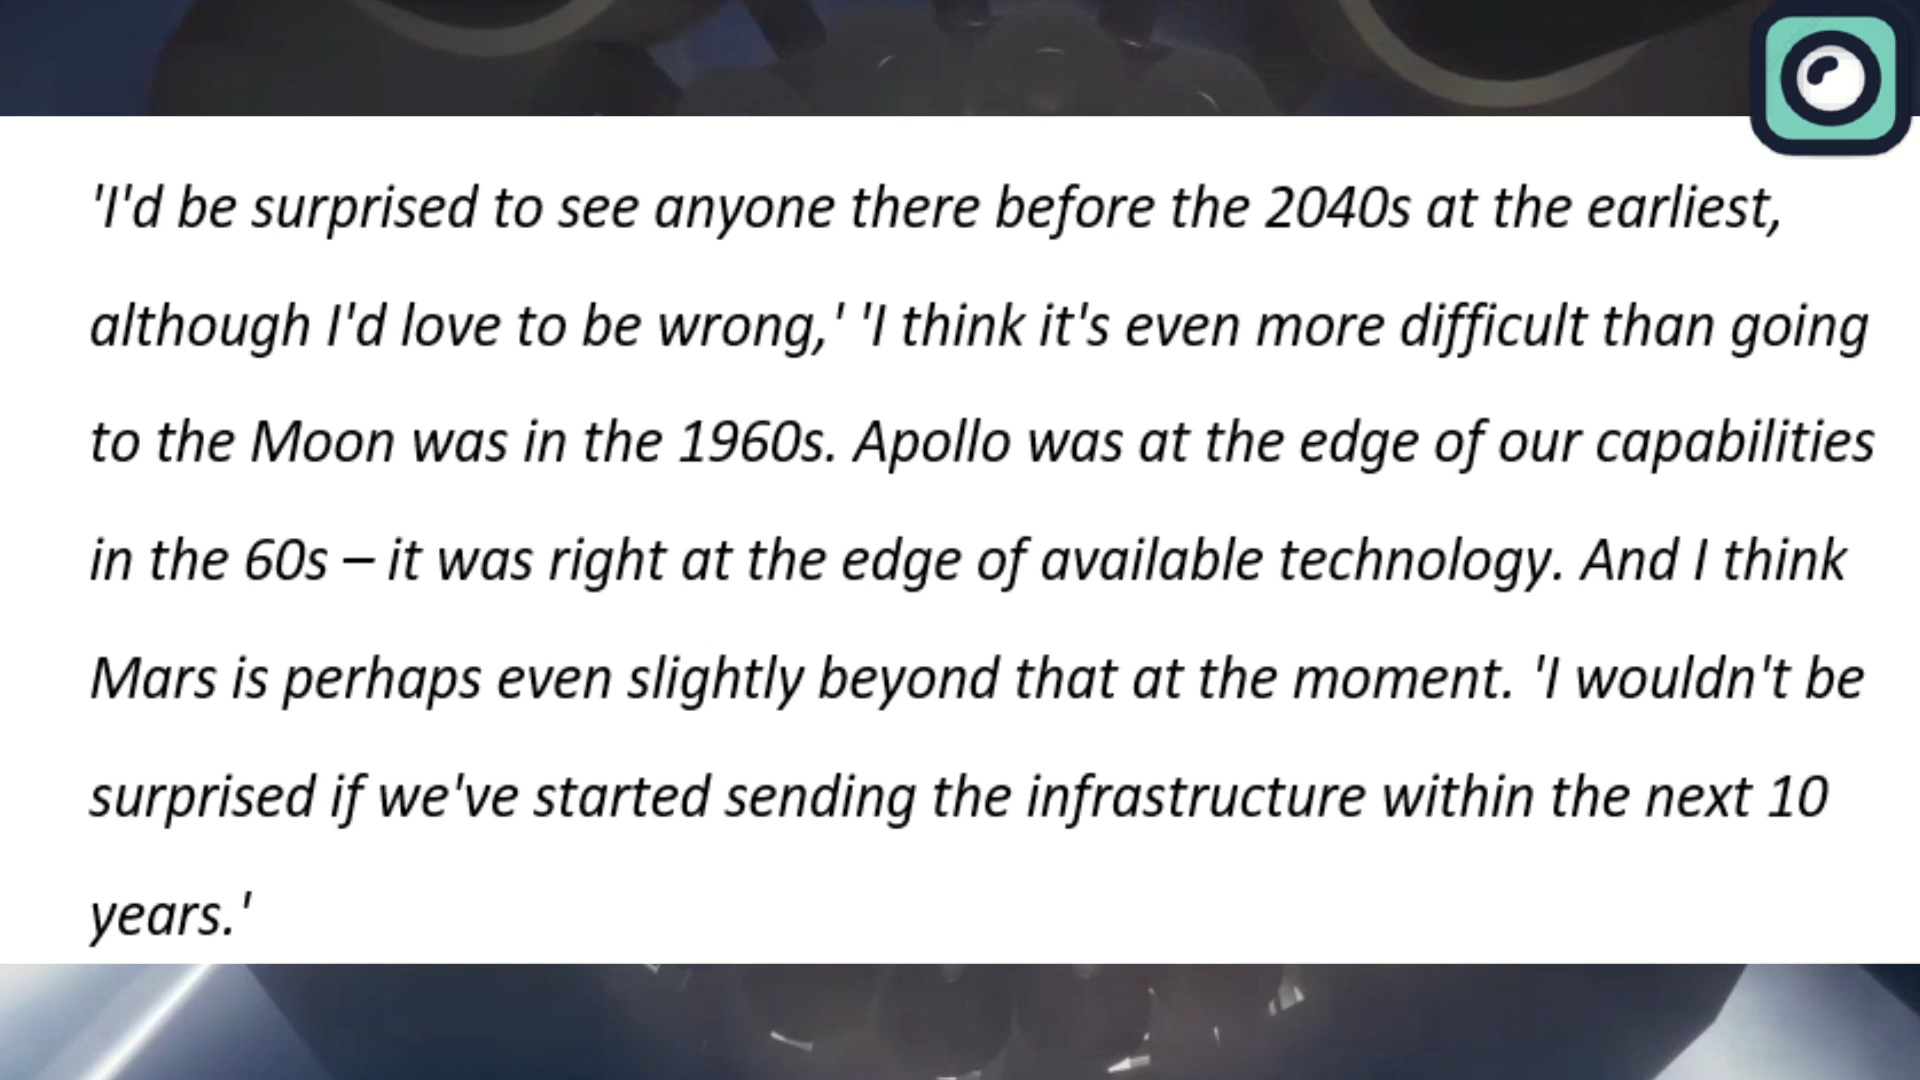 'I'd be surprised to see anyone there before the 2040s at the earliest,
although I'd love to be wrong,' 'I think it's even more difficult than going
to the Moon was in the 1960s. Apollo was at the edge of our capabilities
in the 60s – it was right at the edge of available technology. And I think
Mars is perhaps even slightly beyond that at the moment. 'I wouldn't be
surprised if we've started sending the infrastructure within the next 10
years.'